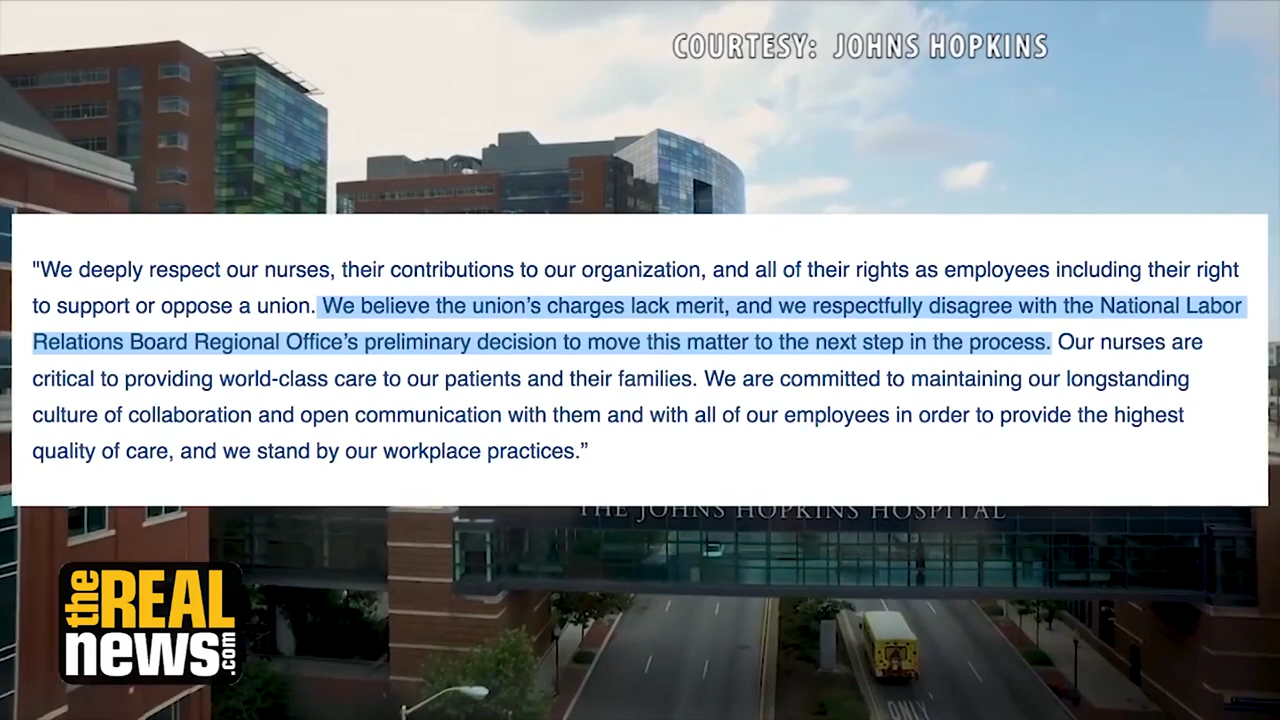 COURTESY: JOHNS HOPKINS
"We deeply respect our nurses, their contributions to our organization, and all of their rights as employees including their right
to support or oppose a union. We believe the union’s charges lack merit, and we respectfully disagree with the National Labor
Relations Board Regional Office’s preliminary decision to move this matter to the next step in the process. Our nurses are
critical to providing world-class care to our patients and their families. We are committed to maintaining our longstanding
culture of collaboration and open communication with them and with all of our employees in order to provide the highest
quality of care, and we stand by our workplace practices.”
THE JOHNS HOPKINS HOSPITAL
the REAL
news.com
ONLY